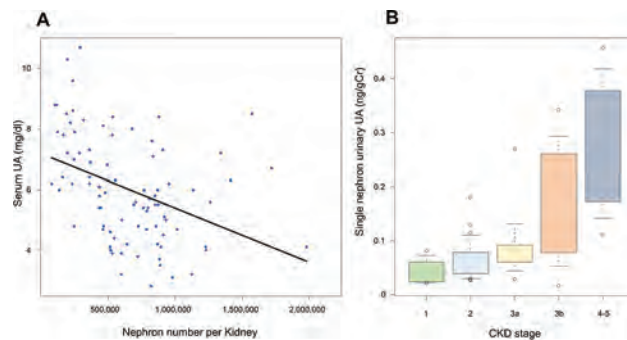 A
B
Serum UA (mg/dl)
10
8
6
4
500,000
1,000,000
1,500,000
2,000,000
Nephron number per Kidney
Single nephron urinary UA (ng/gCr)
0.4
0.3
0.2
0.1
0
1
2
3a
3b
4-5
CKD stage